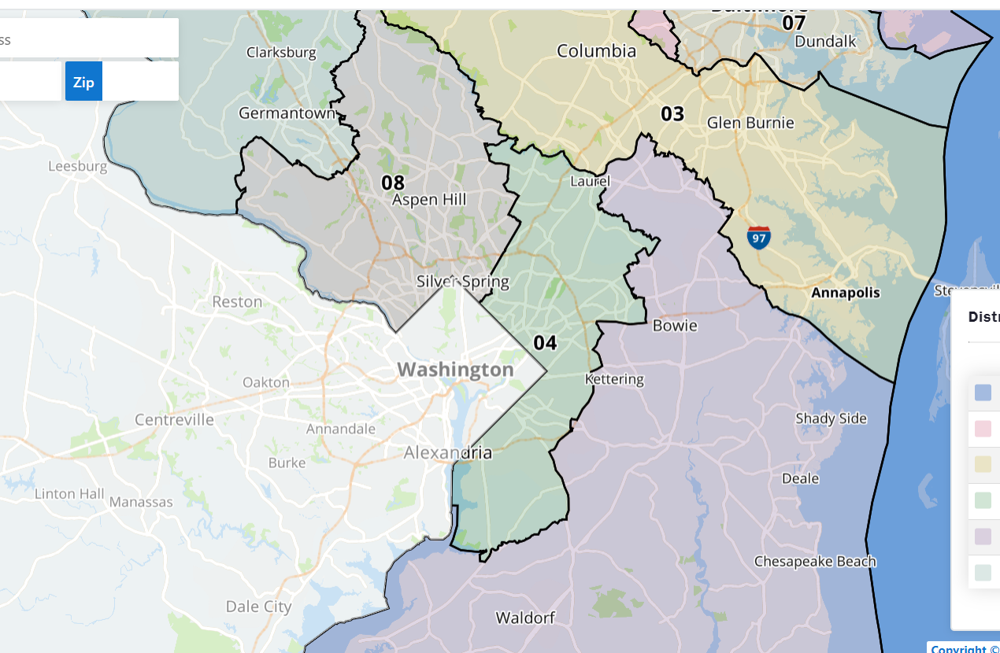 ss
Zip
07
Dundalk
Clarksburg
Columbia
Germantown
03
Glen Burnie
Leesburg
08
Laurel
Aspen Hill
97
Silver Spring
Annapolis
Reston
Distr
Bowie
04
Washington
Kettering
Oakton
Centreville
Shady Side
Annandale
Alexandria
Burke
Deale
Linton Hall
Manassas
Chesapeake Beach
Dale City
Waldorf
Copyright ©